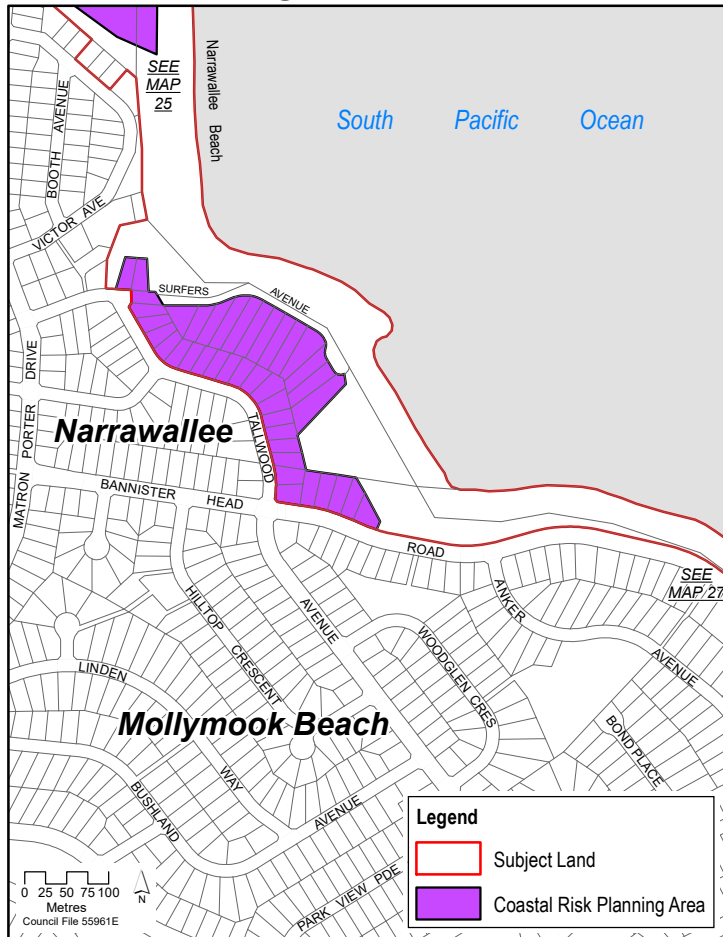 SEE
MAP
25
Narrawallee Beach
South Pacific Ocean
BOOTH AVENUE
VICTOR AVE
SURFERS AVENUE
MATRON PORTER DRIVE
Narrawallee
TALLWOOD
BANNISTER HEAD
ROAD
SEE
MAP 27
ANKER
AVENUE
HILLTOP CRESCENT
AVENUE
WOODGLEN CRES
LINDEN
WAY
Mollymook Beach
BOND PLACE
BUSHLAND
AVENUE
PARK VIEW PDE
Legend
Subject Land
Coastal Risk Planning Area
0 25 50 75 100
Metres
Council File 55961E
N